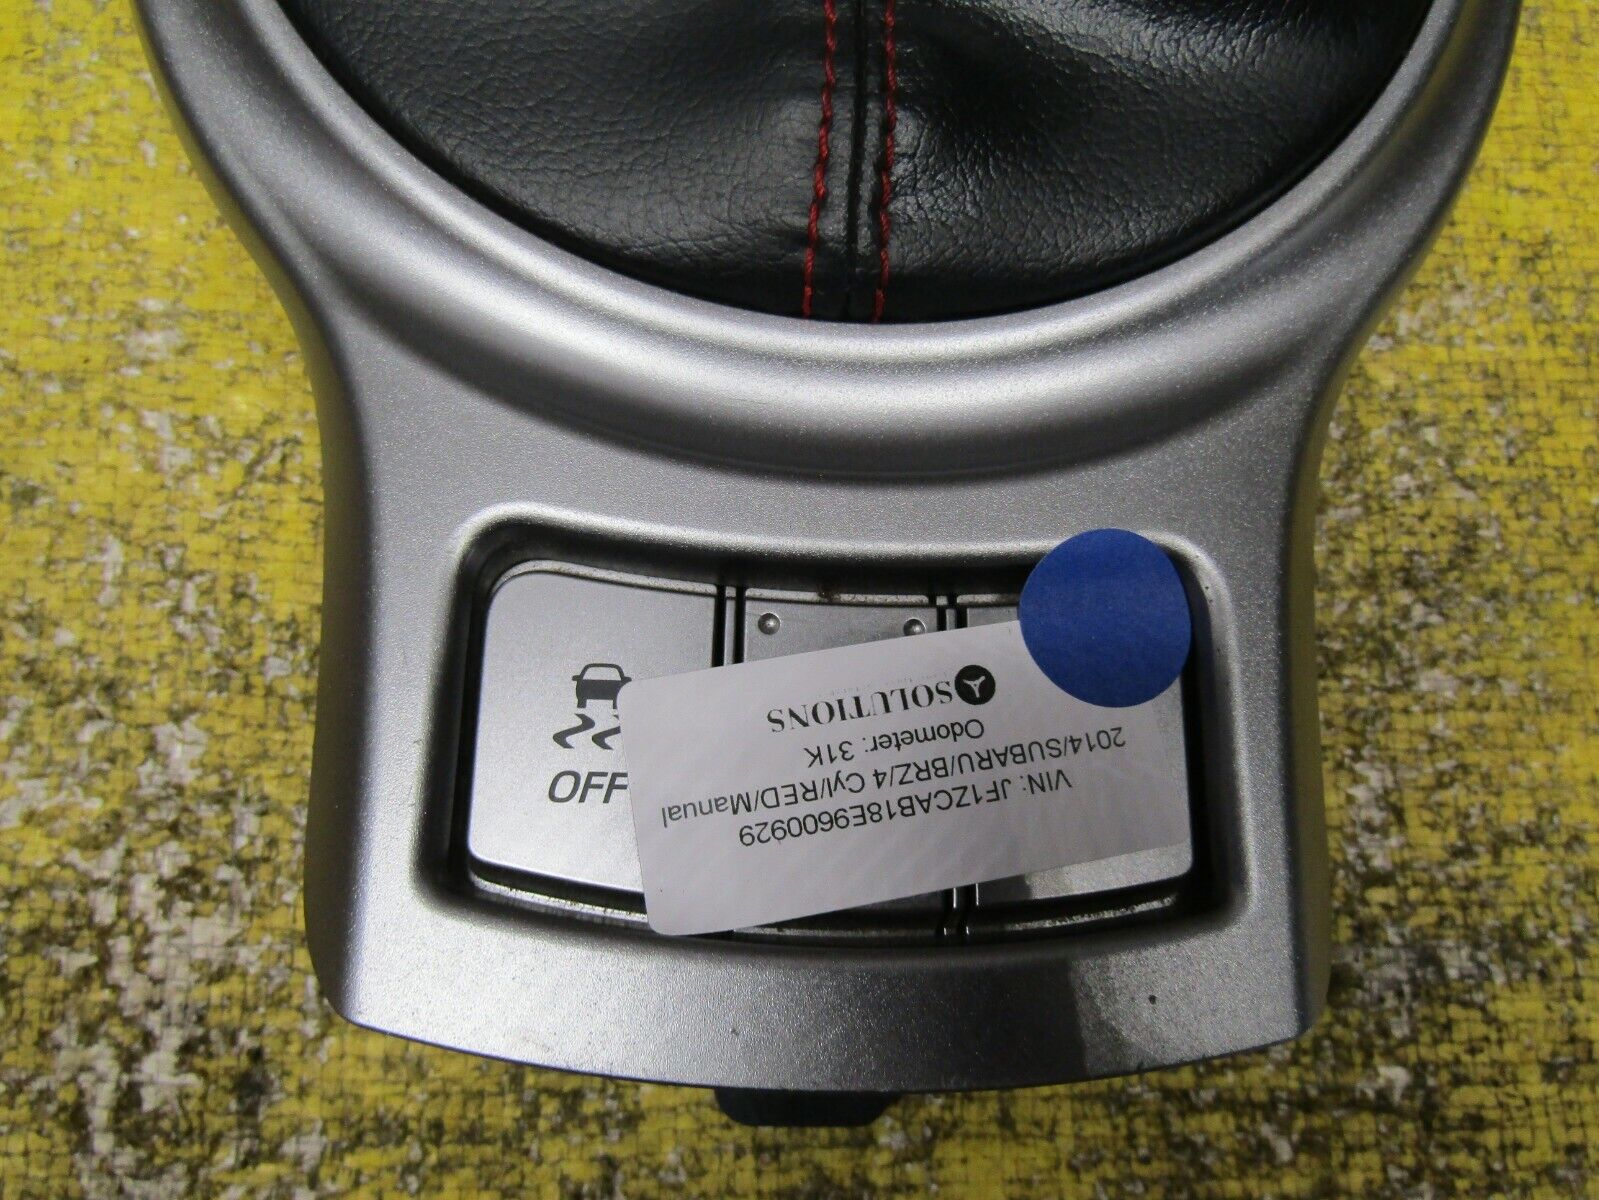 OFF
VIN: JF1ZCAB18E9600929
2014/SUBARU/BRZ/4 Cyl/RED/Manual
Odometer: 31K
SOLUTIONS